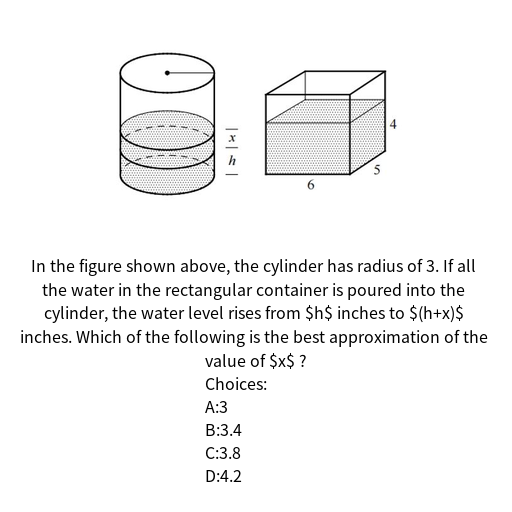 x
h
4
5
6
In the figure shown above, the cylinder has radius of 3. If all
the water in the rectangular container is poured into the
cylinder, the water level rises from $h$ inches to $(h+x)$
inches. Which of the following is the best approximation of the
value of $x$ ?
Choices:
A:3
B:3.4
C:3.8
D:4.2